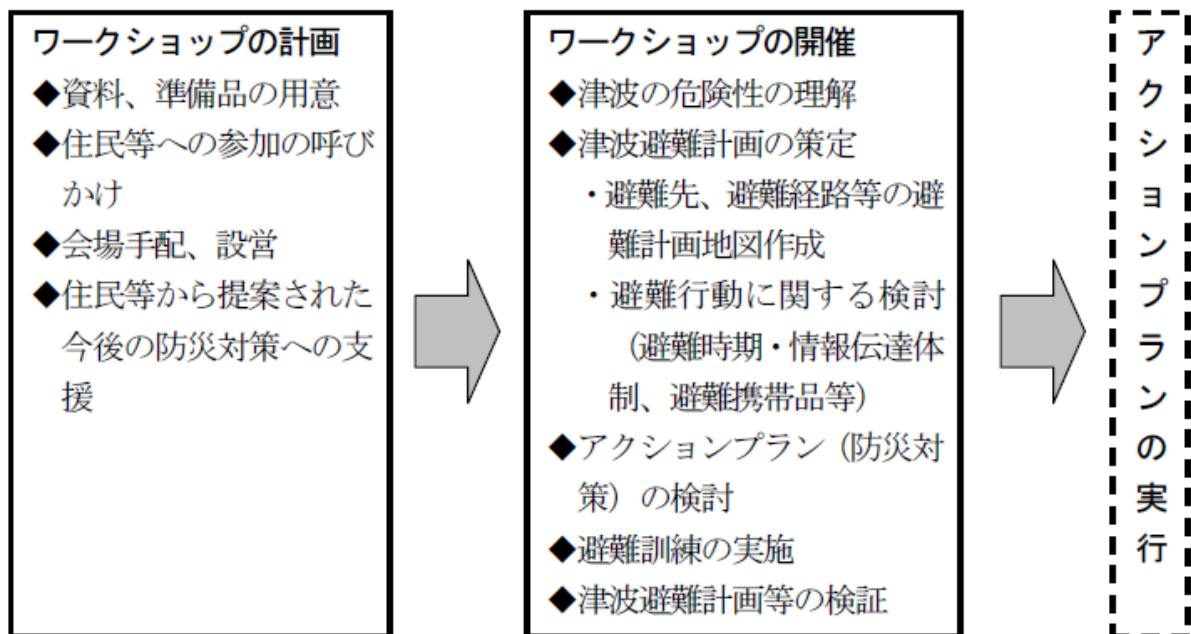 ワークショップの計画
◆資料、準備品の用意
◆住民等への参加の呼び
かけ
◆会場手配、設営
◆住民等から提案された
今後の防災対策への支
援
ワークショップの開催
◆津波の危険性の理解
◆津波避難計画の策定
・避難先、避難経路等の避
難計画地図作成
・避難行動に関する検討
（避難時期・情報伝達体
制、避難携帯品等）
◆アクションプラン（防災対
策）の検討
◆避難訓練の実施
◆津波避難計画等の検証
アクションプランの実行